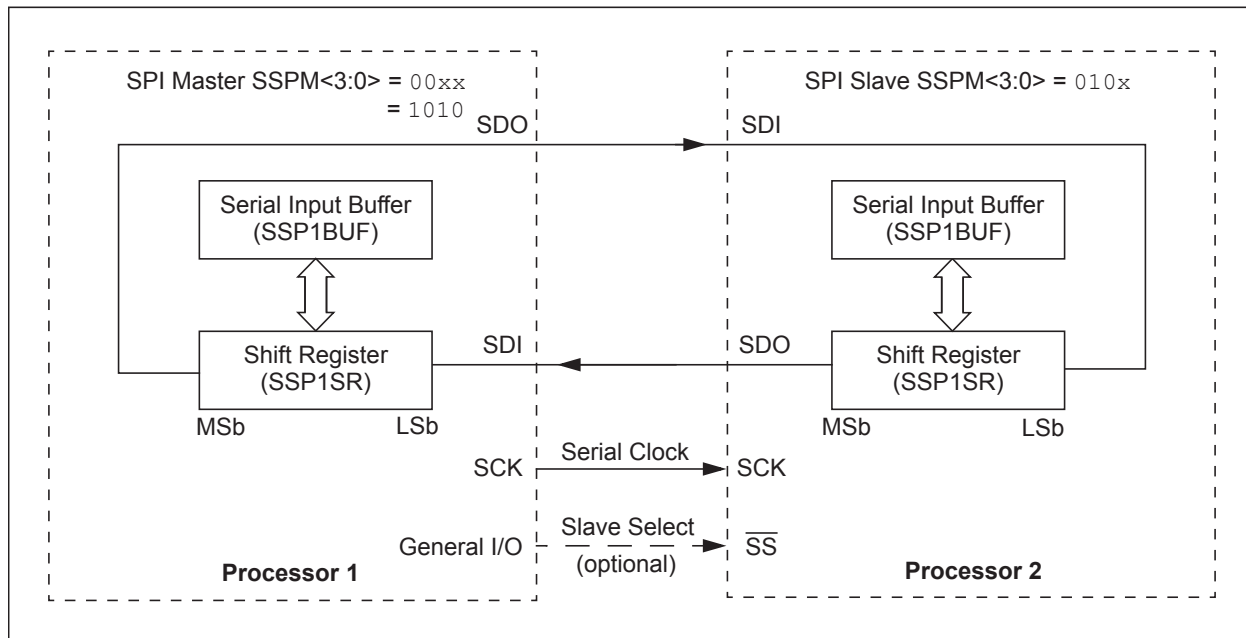 SPI Master SSPM<3:0> = 00xx
= 1010
SDO
Serial Input Buffer
(SSP1BUF)
Shift Register
(SSP1SR)
MSb
LSb
SDI
SCK
General I/O
Processor 1
Serial Clock
Slave Select
(optional)
SPI Slave SSPM<3:0> = 010x
SDI
Serial Input Buffer
(SSP1BUF)
SDO
Shift Register
(SSP1SR)
MSb
LSb
SCK
S̅S̅
Processor 2